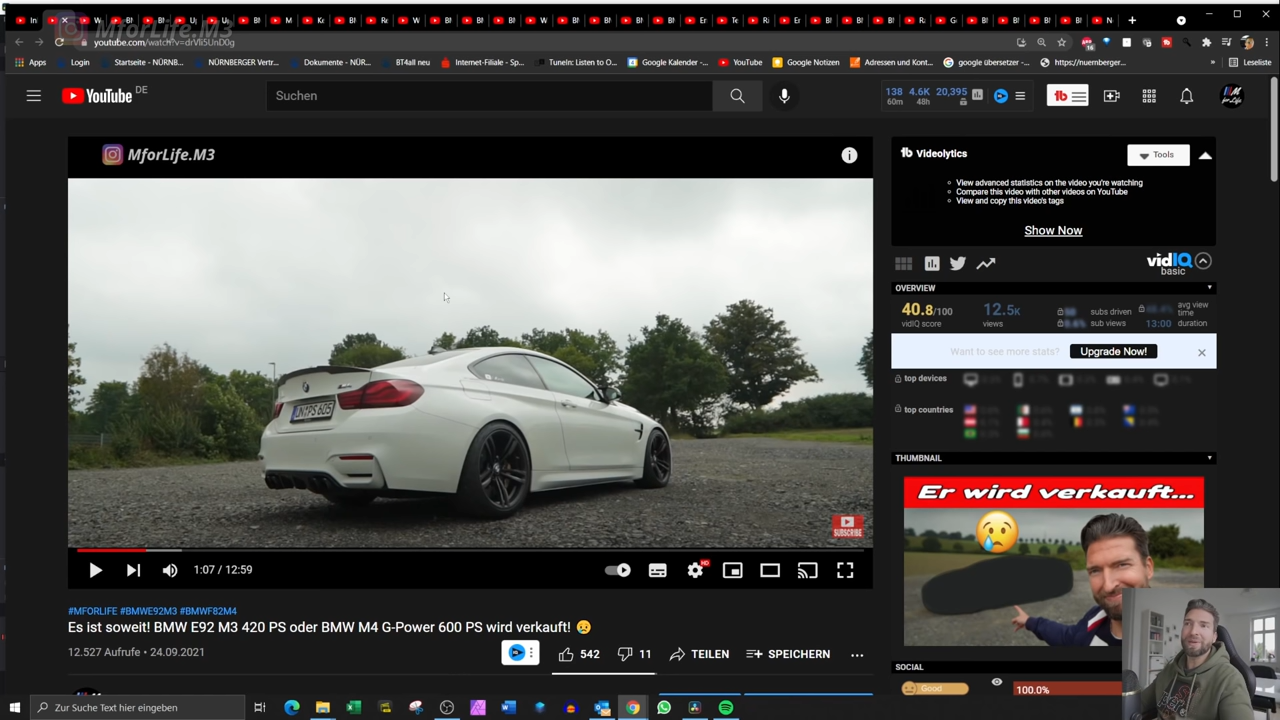 MforLife.M3
youtube.com/watch?v=drVli5UnD0g
Apps
Login
Startseite - NÜRNB...
NÜRNBERGER Vertr...
Dokumente - NÜR...
BT4all neu
Internet-Filiale - Sp...
TuneIn: Listen to O...
Google Kalender -...
YouTube
Google Notizen
Adressen und Kont...
google übersetzer -...
https://nuernberger...
»
Leseliste
YouTube DE
Suchen
138 4.6K 20,395
60m 48h
MforLife.M3
Videolytics
Tools
View advanced statistics on the video you're watching
Compare this video with other videos on YouTube
View and copy this video's tags
Show Now
vidIQ
basic
OVERVIEW
40.8/100
vidIQ score
12.5K
views
subs driven
sub views
avg view time
13:00 duration
Want to see more stats?
Upgrade Now!
top devices
top countries
THUMBNAIL
Er wird verkauft...
SUBSCRIBE
1:07 / 12:59
HD
#MFORLIFE #BMWE92M3 #BMWF82M4
Es ist soweit! BMW E92 M3 420 PS oder BMW M4 G-Power 600 PS wird verkauft! 😢
12.527 Aufrufe • 24.09.2021
542
11
TEILEN
SPEICHERN
SOCIAL
Good
100.0%
Zur Suche Text hier eingeben